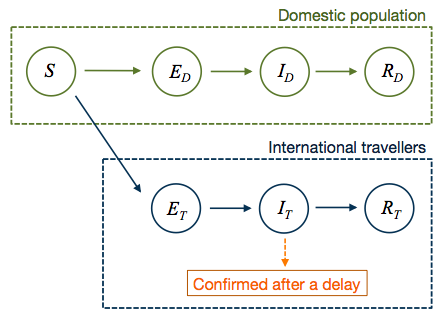 Domestic population
S E_D I_D R_D
International travellers
E_T I_T R_T
Confirmed after a delay